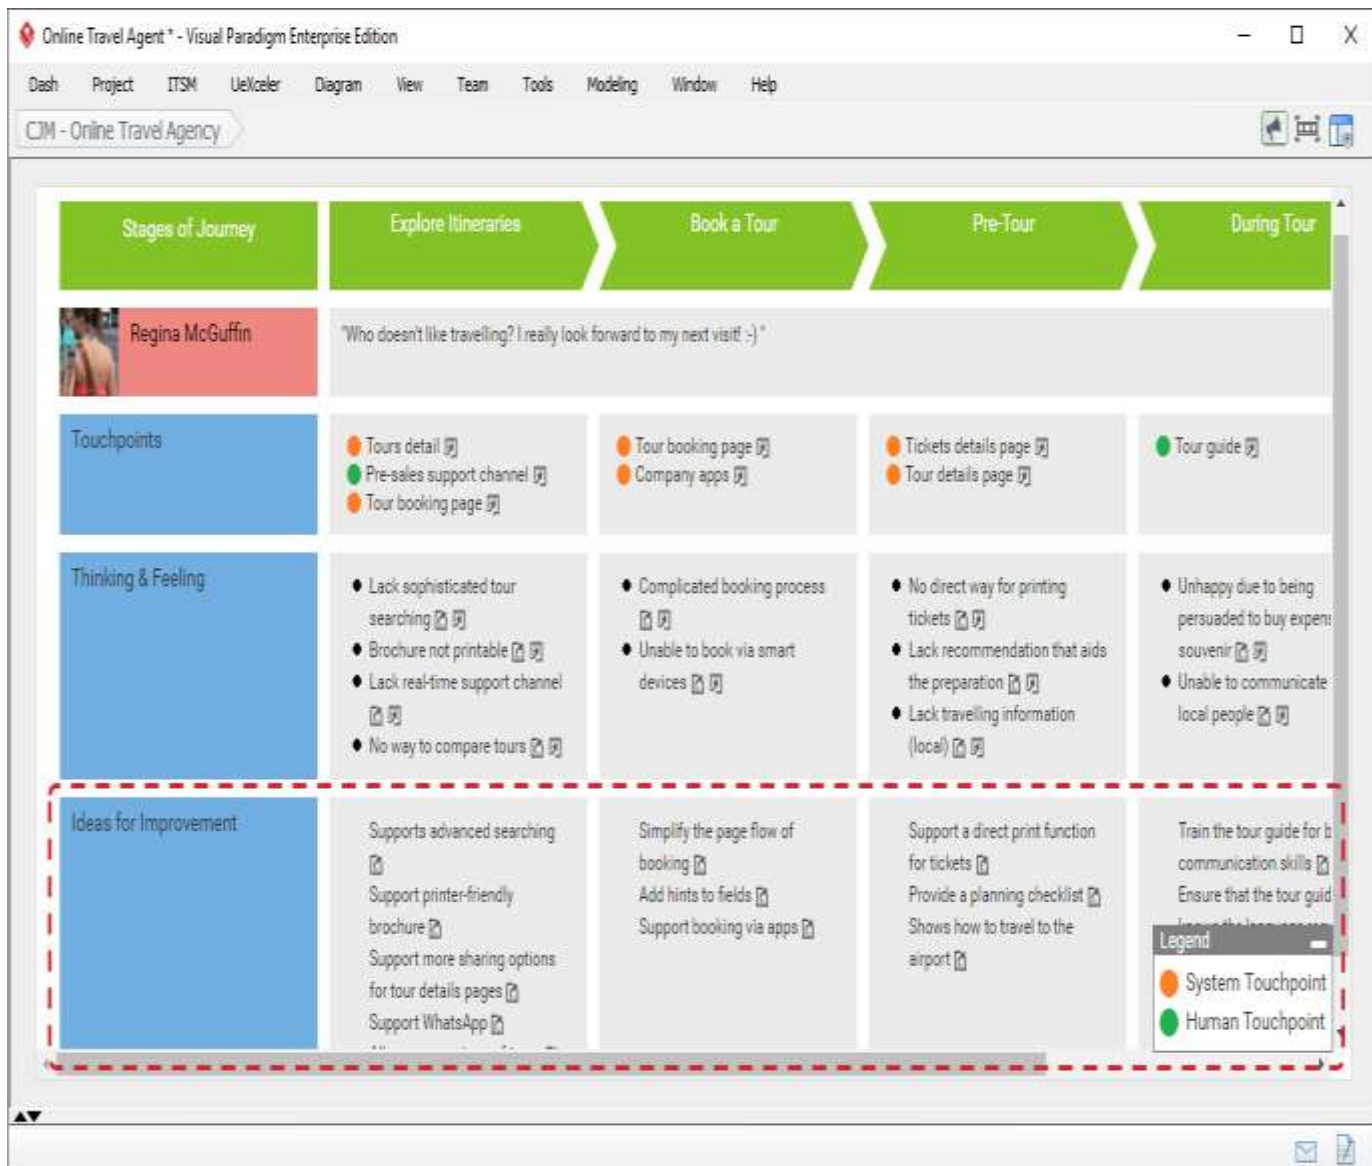 Online Travel Agent * - Visual Paradigm Enterprise Edition
Dash Project ITSM UeXceler Diagram View Team Tools Modeling Window Help
CJM - Online Travel Agency
Stages of Journey
Explore Itineraries
Book a Tour
Pre-Tour
During Tour
Regina McGuffin
"Who doesn't like travelling? I really look forward to my next visit! :-) "
Touchpoints
Tours detail
Pre-sales support channel
Tour booking page
Tour booking page
Company apps
Tickets details page
Tour details page
Tour guide
Thinking & Feeling
Lack sophisticated tour
searching
Brochure not printable
Lack real-time support channel
No way to compare tours
Complicated booking process
Unable to book via smart
devices
No direct way for printing
tickets
Lack recommendation that aids
the preparation
Lack travelling information
(local)
Unhappy due to being
persuaded to buy expens
souvenir
Unable to communicate
local people
Ideas for Improvement
Supports advanced searching
Support printer-friendly
brochure
Support more sharing options
for tour details pages
Support WhatsApp
Simplify the page flow of
booking
Add hints to fields
Support booking via apps
Support a direct print function
for tickets
Provide a planning checklist
Shows how to travel to the
airport
Train the tour guide for b
communication skills
Ensure that the tour guid
Legend
System Touchpoint
Human Touchpoint